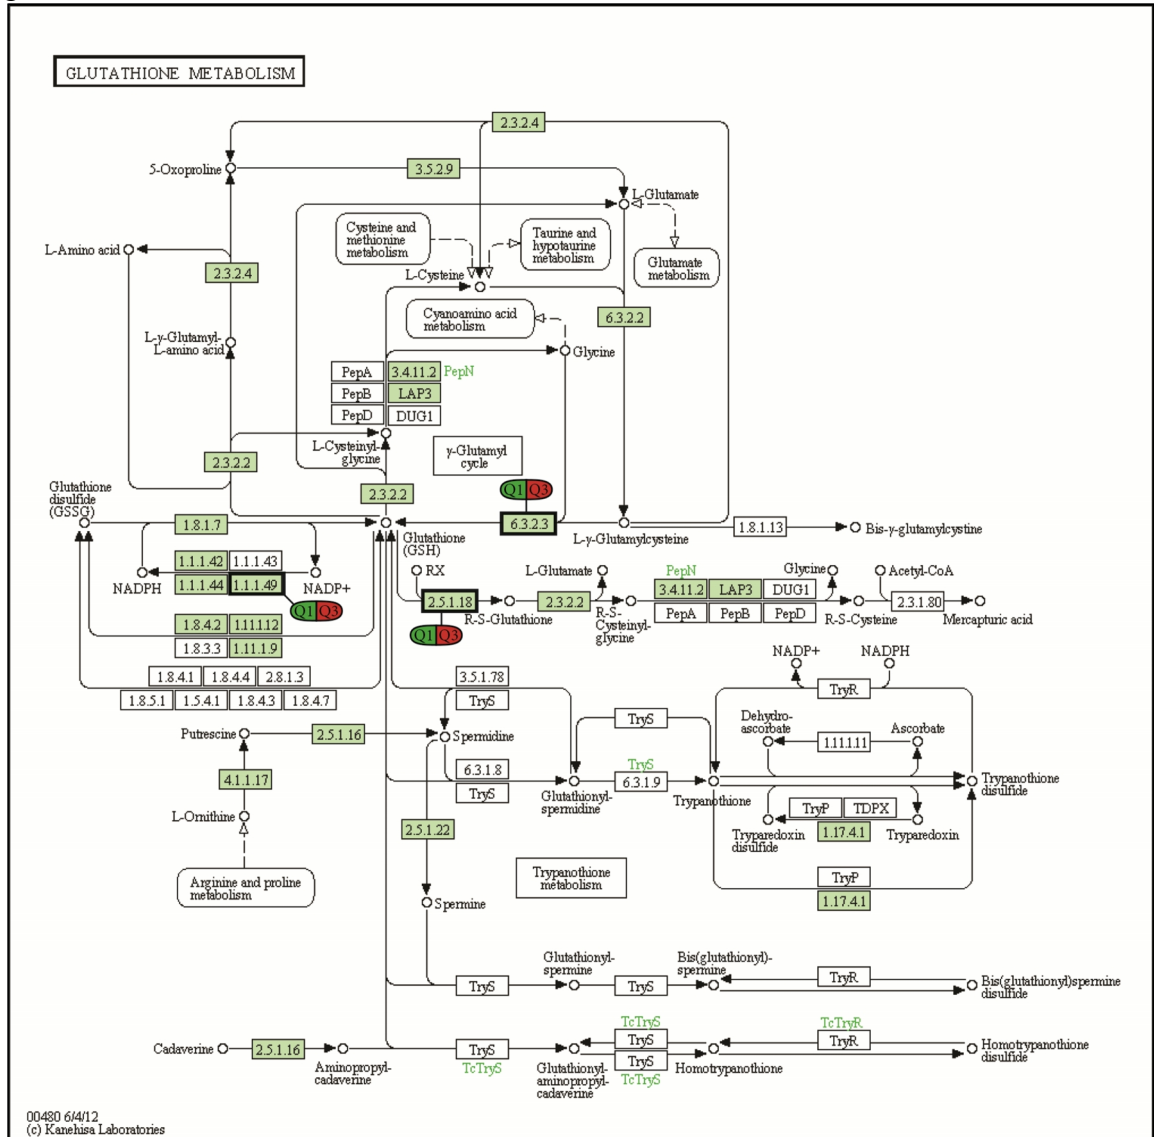 GLUTATHIONE METABOLISM
2.3.2.4
5-Oxoproline
3.5.2.9
L-Glutamate
Cysteine and
methionine
metabolism
Taurine and
hypotaurine
metabolism
L-Amino acid
2.3.2.4
L-Cysteine
Glutamate
metabolism
Cyanoamino acid
metabolism
6.3.2.2
L-γ-Glutamyl-
L-amino acid
Glycine
PepA 3.4.11.2 PepN
PepB LAP3
PepD DUG1
L-Cysteinyl-
glycine
γ-Glutamyl
cycle
2.3.2.2
2.3.2.2
Glutathione
disulfide
(GSSG)
Q1 Q3
1.8.1.7
6.3.2.3
1.8.1.13
Bis-γ-glutamylcystine
Glutathione
(GSH)
L-γ-Glutamylcysteine
1.1.1.42 1.1.1.43
NADPH
1.1.1.44 1.1.1.49
NADP+
Q1 Q3
RX
L-Glutamate
PepN
Glycine
Acetyl-CoA
2.5.1.18
2.3.2.2
3.4.11.2 LAP3 DUG1
PepA PepB PepD
2.3.1.80
R-S-Glutathione
R-S-
Cysteinyl-
glycine
R-S-Cysteine
Mercapturic acid
Q1 Q3
1.8.4.2 1.11.1.12
1.8.3.3 1.11.1.9
1.8.4.1 1.8.4.4 2.8.1.3
1.8.5.1 1.5.4.1 1.8.4.3 1.8.4.7
3.5.1.78
TryS
NADP+ NADPH
TryR
Putrescine
2.5.1.16
Spermidine
TryS
Dehydro-
ascorbate
1.11.11.11
Ascorbate
4.1.1.17
6.3.1.8
TryS
Glutathionyl-
spermidine
TryS
6.3.1.9
Trypanothione
Trypanothione
disulfide
L-Ornithine
2.5.1.22
TryP TDPX
1.17.4.1
Tryparedoxin
disulfide
Tryparedoxin
Arginine and proline
metabolism
Trypanothione
metabolism
TryP
1.17.4.1
Spermine
TryS
Glutathionyl-
spermine
TryS
Bis(glutathionyl)-
spermine
TryR
Bis(glutathionyl)spermine
disulfide
Cadaverine
2.5.1.16
Aminopropyl-
cadaverine
TryS
TcTryS
Glutathionyl-
aminopropyl-
cadaverine
TcTryS
TryS
TryS
TcTryS
Homotrypanothione
TcTryR
TryR
Homotrypanothione
disulfide
00480 6/4/12
(c) Kanehisa Laboratories